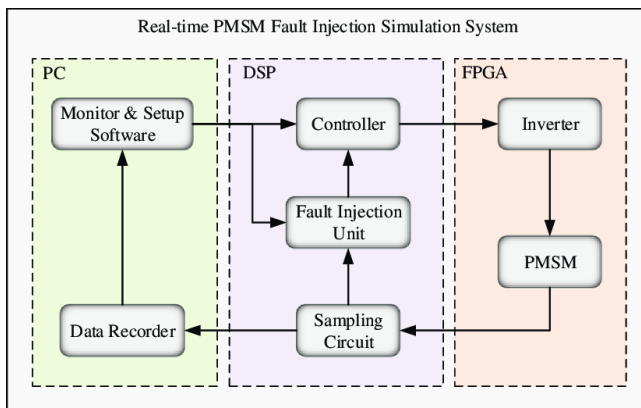 Real-time PMSM Fault Injection Simulation System
PC
DSP
FPGA
Monitor & Setup
Software
Controller
Inverter
Fault Injection
Unit
PMSM
Data Recorder
Sampling
Circuit